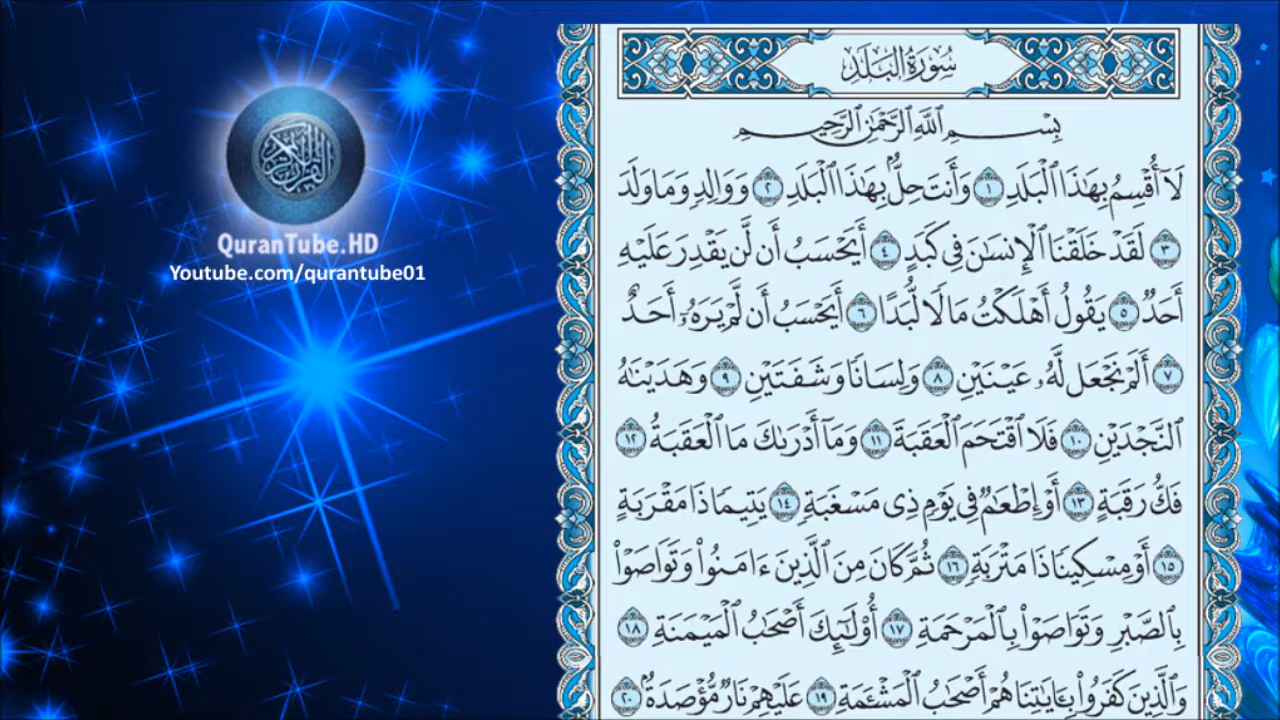 القرآن الكريم
QuranTube.HD
Youtube.com/qurantube01
سُورَةُ البَلَدِ
بِسْمِ ٱللَّهِ ٱلرَّحْمَٰنِ ٱلرَّحِيمِ
لَآ أُقْسِمُ بِهَٰذَا ٱلْبَلَدِ ١ وَأَنتَ حِلٌّۢ بِهَٰذَا ٱلْبَلَدِ ٢ وَوَالِدٍ وَمَا وَلَدَ
٣ لَقَدْ خَلَقْنَا ٱلْإِنسَٰنَ فِى كَبَدٍ ٤ أَيَحْسَبُ أَن لَّن يَقْدِرَ عَلَيْهِ
أَحَدٌ ٥ يَقُولُ أَهْلَكْتُ مَالًا لُّبَدًا ٦ أَيَحْسَبُ أَن لَّمْ يَرَهُۥٓ أَحَدٌ
٧ أَلَمْ نَجْعَل لَّهُۥ عَيْنَيْنِ ٨ وَلِسَانًا وَشَفَتَيْنِ ٩ وَهَدَيْنَٰهُ
ٱلنَّجْدَيْنِ ١٠ فَلَا ٱقْتَحَمَ ٱلْعَقَبَةَ ١١ وَمَآ أَدْرَىٰكَ مَا ٱلْعَقَبَةُ ١٢
فَكُّ رَقَبَةٍ ١٣ أَوْ إِطْعَٰمٌ فِى يَوْمٍ ذِى مَسْغَبَةٍ ١٤ يَتِيمًا ذَا مَقْرَبَةٍ
١٥ أَوْ مِسْكِينًا ذَا مَتْرَبَةٍ ١٦ ثُمَّ كَانَ مِنَ ٱلَّذِينَ ءَامَنُوا۟ وَتَوَاصَوْا۟
بِٱلصَّبْرِ وَتَوَاصَوْا۟ بِٱلْمَرْحَمَةِ ١٧ أُو۟لَٰٓئِكَ أَصْحَٰبُ ٱلْمَيْمَنَةِ ١٨
وَٱلَّذِينَ كَفَرُوا۟ بِـَٔايَٰتِنَا هُمْ أَصْحَٰبُ ٱلْمَشْـَٔمَةِ ١٩ عَلَيْهِمْ نَارٌ مُّؤْصَدَةٌۢ ٢٠